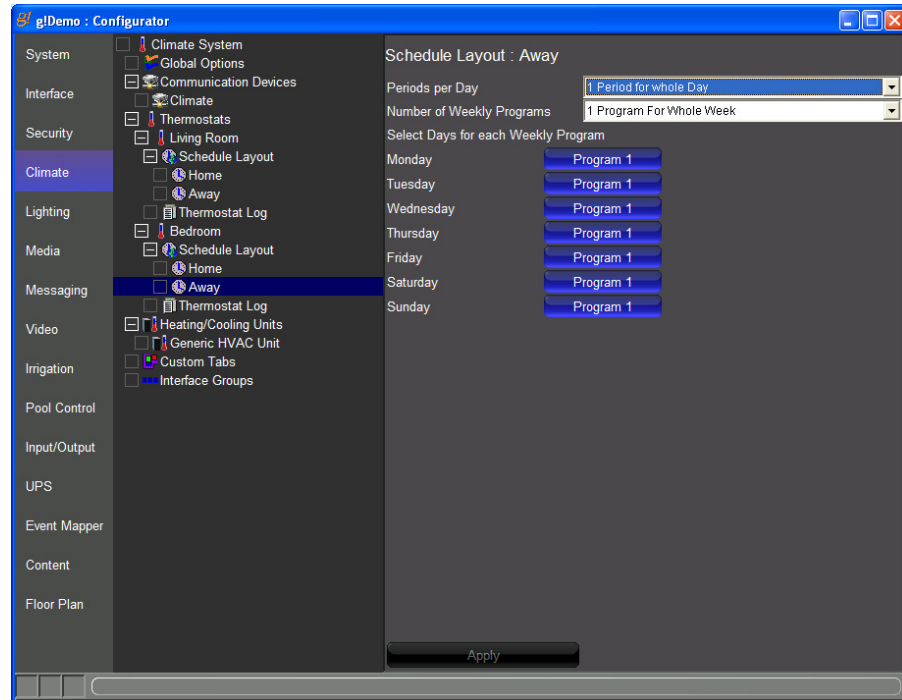 g! g!Demo : Configurator
System
Interface
Security
Climate
Lighting
Media
Messaging
Video
Irrigation
Pool Control
Input/Output
UPS
Event Mapper
Content
Floor Plan
Climate System
Global Options
Communication Devices
Climate
Thermostats
Living Room
Schedule Layout
Home
Away
Thermostat Log
Bedroom
Schedule Layout
Home
Away
Thermostat Log
Heating/Cooling Units
Generic HVAC Unit
Custom Tabs
Interface Groups
Schedule Layout : Away
Periods per Day 1 Period for whole Day
Number of Weekly Programs 1 Program For Whole Week
Select Days for each Weekly Program
Monday Program 1
Tuesday Program 1
Wednesday Program 1
Thursday Program 1
Friday Program 1
Saturday Program 1
Sunday Program 1
Apply